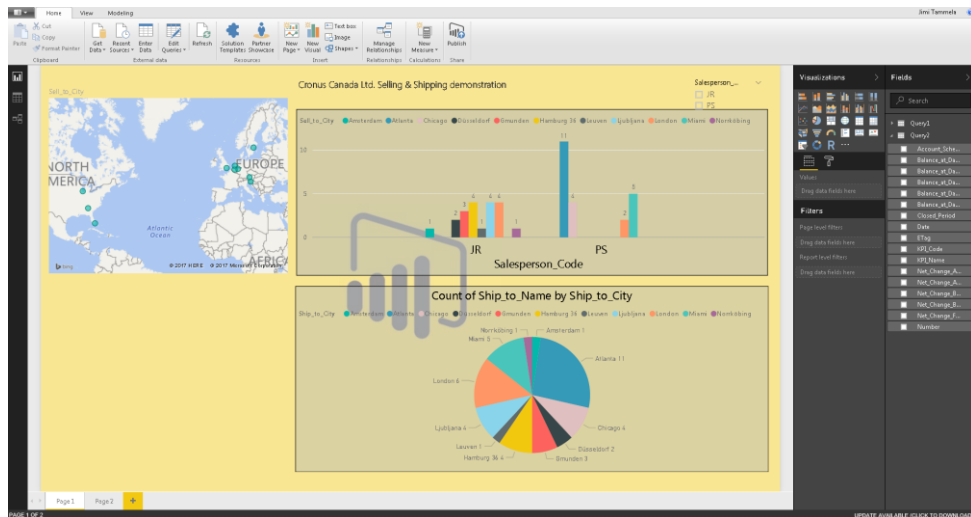 Home View Modeling Jimi Tammela
Paste
Cut
Copy
Format Painter
Clipboard
Get Data
Recent Sources
Enter Data
Edit Queries
Refresh
External data
Solution Templates
Partner Showcase
Resources
New Page
New Visual
Text box
Image
Shapes
Insert
Manage Relationships
Relationships
New Measure
Calculations
Publish
Share
Cronus Canada Ltd. Selling & Shipping demonstration
Salesperson_...
JR
PS
Sell_to_City
NORTH
AMERICA
EUROPE
Atlantic
Ocean
AFRICA
bing
© 2017 HERE © 2017 Microsoft Corporation
Sell_to_City Amsterdam Atlanta Chicago Düsseldorf Gmunden Hamburg 36 Leuven Ljubljana London Miami Norrköbing
10
5
0
1 2 3 4 1 4 4 1 11 4 2 5
JR PS
Salesperson_Code
Count of Ship_to_Name by Ship_to_City
Ship_to_City Amsterdam Atlanta Chicago Düsseldorf Gmunden Hamburg 36 Leuven Ljubljana London Miami Norrköbing
Norrköbing 1
Amsterdam 1
Miami 5
Atlanta 11
London 6
Ljubljana 4
Chicago 4
Leuven 1
Düsseldorf 2
Hamburg 36 4
Gmunden 3
Visualizations
R
Values
Drag data fields here
Filters
Page level filters
Drag data fields here
Report level filters
Drag data fields here
Fields
Search
Query1
Query2
Account_Sche...
Balance_at_Da...
Balance_at_Da...
Balance_at_Da...
Balance_at_Da...
Closed_Period
Date
ETag
KPI_Code
KPI_Name
Net_Change_A...
Net_Change_A...
Net_Change_B...
Net_Change_B...
Net_Change_F...
Number
Page 1 Page 2 +
PAGE 1 OF 2
UPDATE AVAILABLE (CLICK TO DOWNLOAD